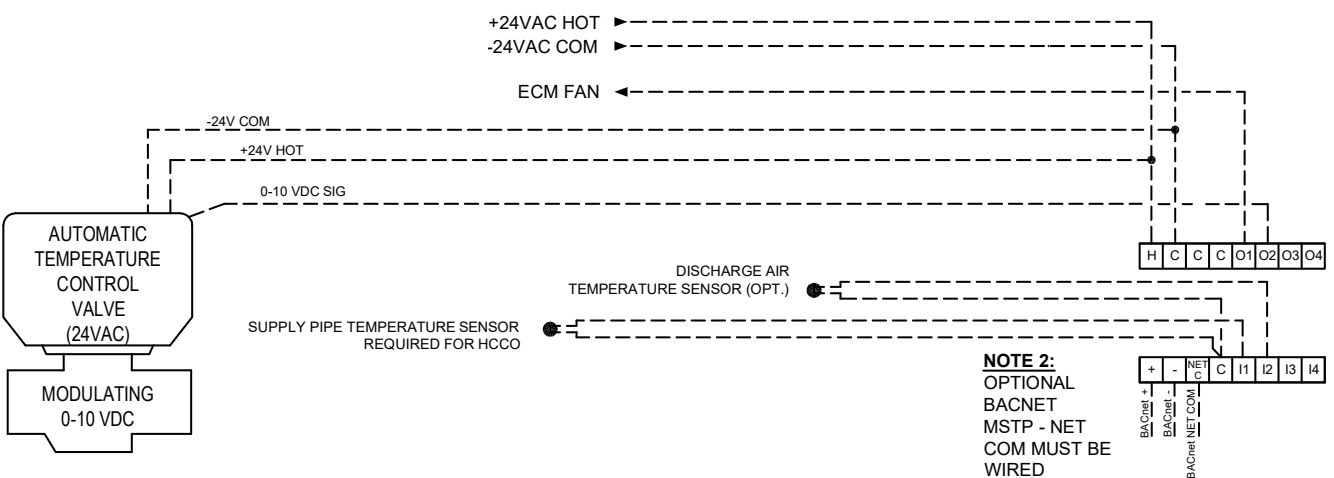 +24VAC HOT
-24VAC COM
ECM FAN
-24V COM
+24V HOT
0-10 VDC SIG
AUTOMATIC
TEMPERATURE
CONTROL
VALVE
(24VAC)
MODULATING
0-10 VDC
H C C C O1 O2 O3 O4
DISCHARGE AIR
TEMPERATURE SENSOR (OPT.)
SUPPLY PIPE TEMPERATURE SENSOR
REQUIRED FOR HCCO
NOTE 2:
OPTIONAL
BACNET
MSTP - NET
COM MUST BE
WIRED
+ - NET C C I1 I2 I3 I4
BACnet +
BACnet -
BACnet NET COM